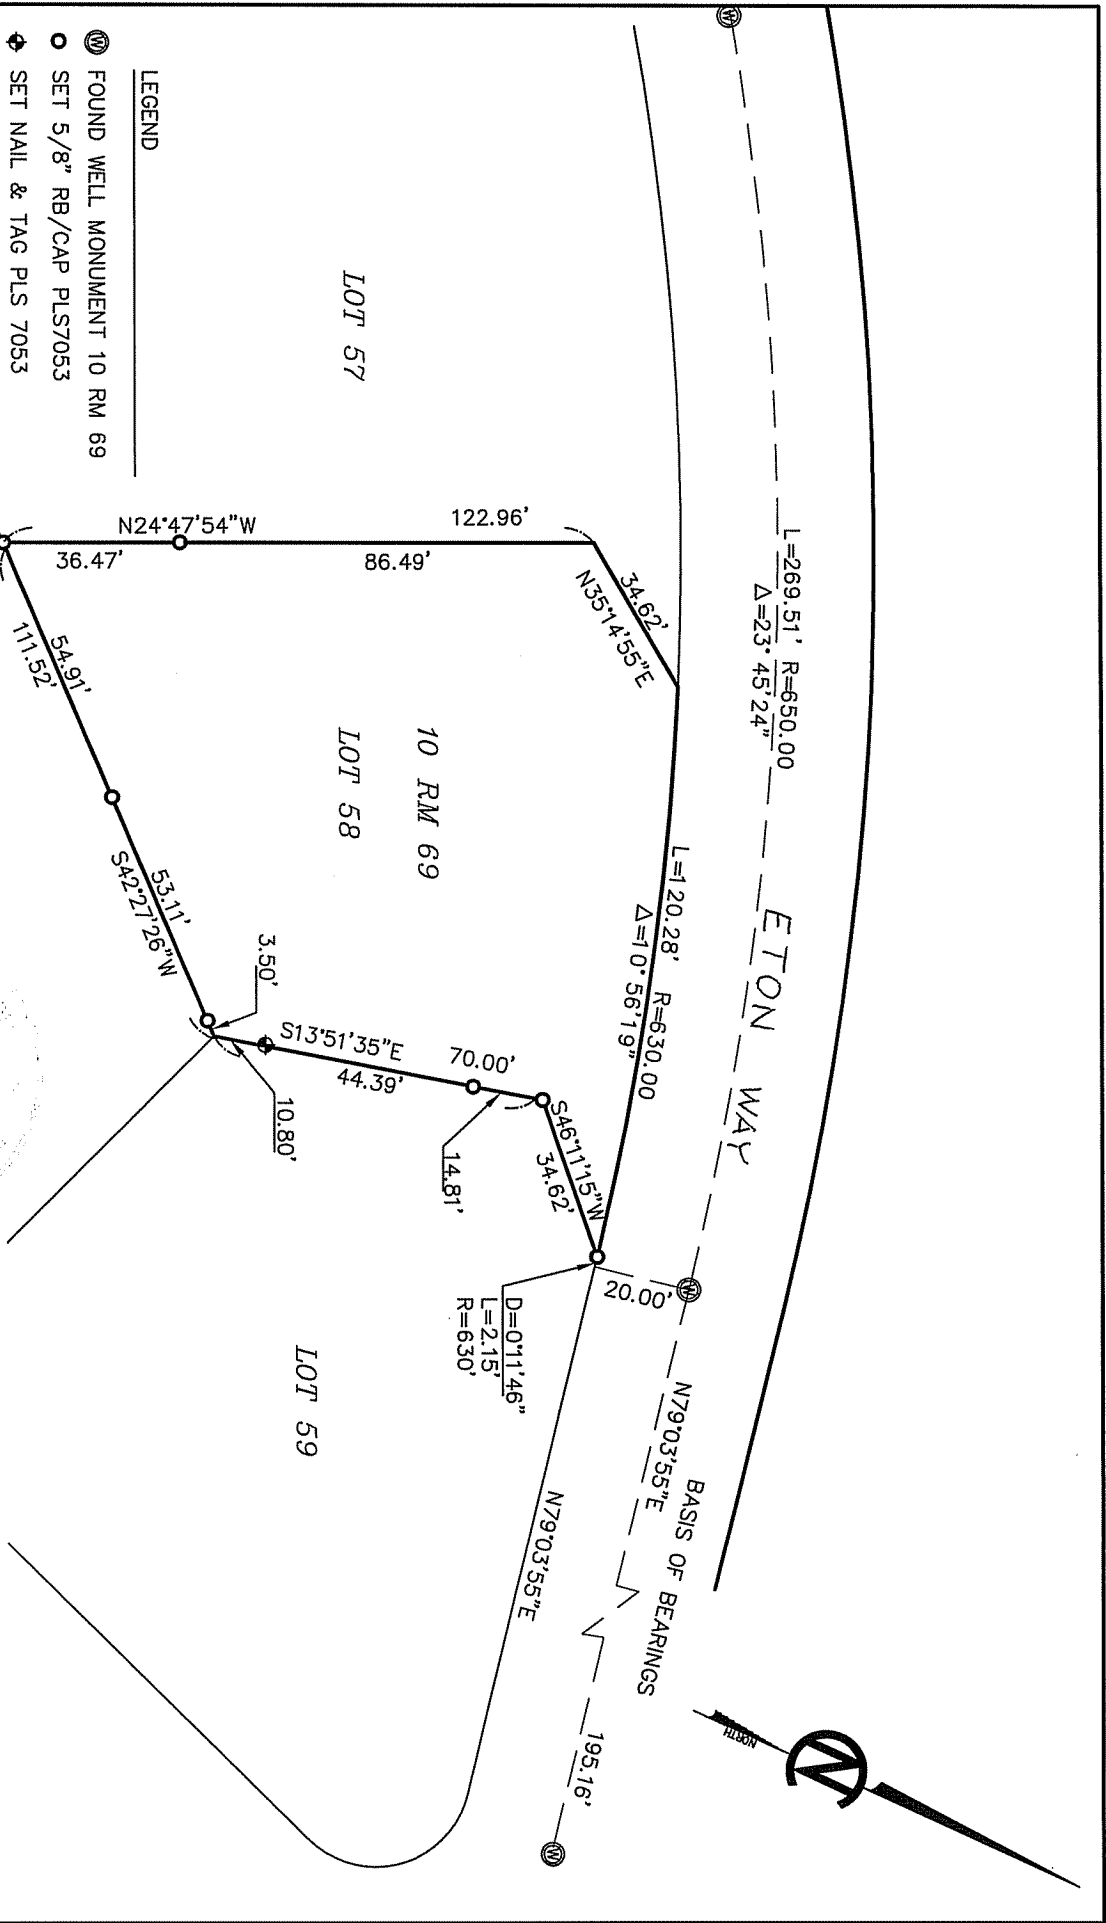 LEGEND
FOUND WELL MONUMENT 10 RM 69
SET 5/8" RB/CAP PLS7053
SET NAIL & TAG PLS 7053
LOT 57
N24°47'54"W
122.96'
36.47'
86.49'
34.62'
N35°14'55"E
L=269.51' R=650.00
Δ=23° 45'24"
ETON WAY
L=120.28' R=630.00
Δ=10° 56'19"
10 RM 69
LOT 58
54.91'
111.52'
53.11'
S42°27'26"W
3.50'
S13°51'35"E
70.00'
44.39'
10.80'
14.81'
S46°11'15"W
34.62'
20.00'
D=0°11'46"
L=2.15'
R=630'
LOT 59
N79°03'55"E
BASIS OF BEARINGS
N79°03'55"E
195.16'
NORTH
N
W
W
W
W